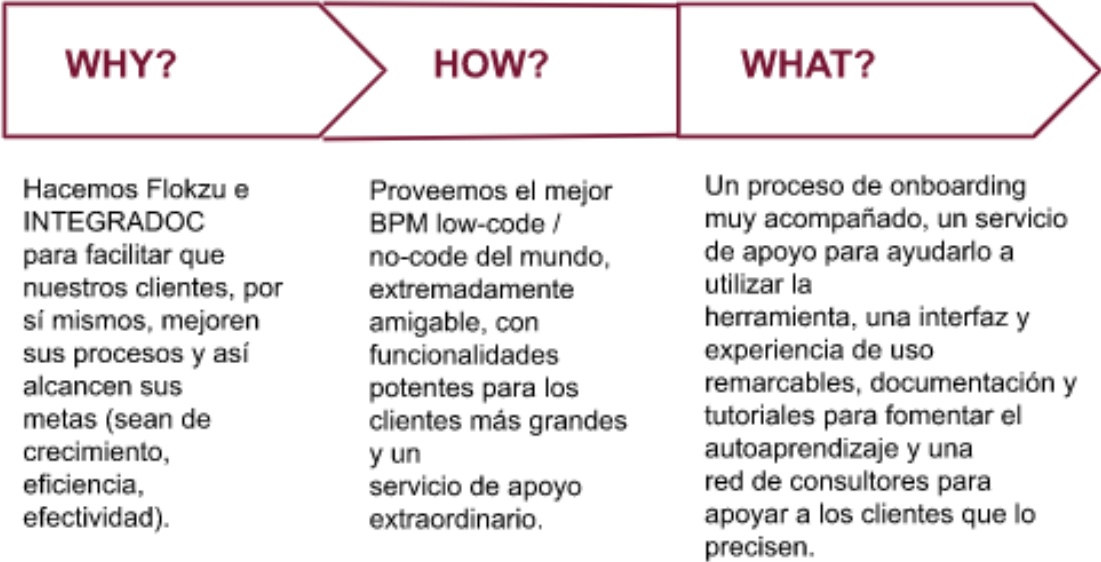 WHY?
HOW?
WHAT?
Hacemos Flokzu e
INTEGRADOC
para facilitar que
nuestros clientes, por
sí mismos, mejoren
sus procesos y así
alcancen sus
metas (sean de
crecimiento,
eficiencia,
efectividad).
Proveemos el mejor
BPM low-code /
no-code del mundo,
extremadamente
amigable, con
funcionalidades
potentes para los
clientes más grandes
y un
servicio de apoyo
extraordinario.
Un proceso de onboarding
muy acompañado, un servicio
de apoyo para ayudarlo a
utilizar la
herramienta, una interfaz y
experiencia de uso
remarcables, documentación y
tutoriales para fomentar el
autoaprendizaje y una
red de consultores para
apoyar a los clientes que lo
precisen.